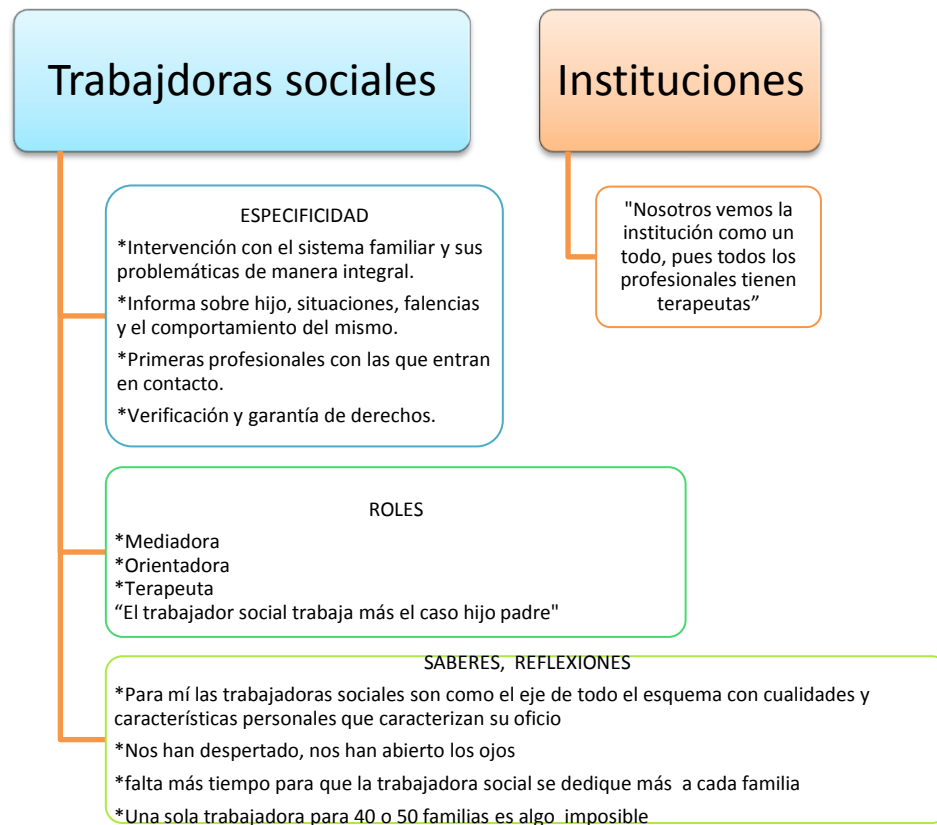 Trabajdoras sociales
Instituciones
ESPECIFICIDAD
*Intervención con el sistema familiar y sus
problemáticas de manera integral.
*Informa sobre hijo, situaciones, falencias
y el comportamiento del mismo.
*Primeras profesionales con las que entran
en contacto.
*Verificación y garantía de derechos.
"Nosotros vemos la
institución como un
todo, pues todos los
profesionales tienen
terapeutas”
ROLES
*Mediadora
*Orientadora
*Terapeuta
“El trabajador social trabaja más el caso hijo padre"
SABERES, REFLEXIONES
*Para mí las trabajadoras sociales son como el eje de todo el esquema con cualidades y
características personales que caracterizan su oficio
*Nos han despertado, nos han abierto los ojos
*falta más tiempo para que la trabajadora social se dedique más a cada familia
*Una sola trabajadora para 40 o 50 familias es algo imposible